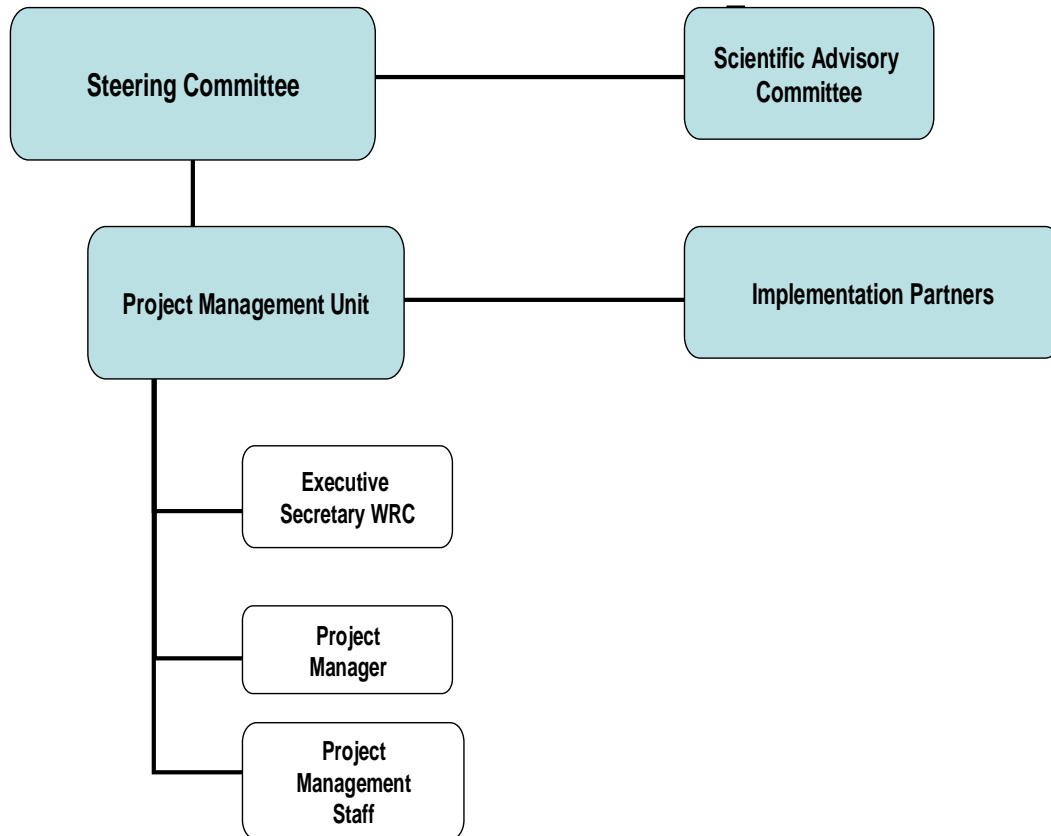 Steering Committee
Scientific Advisory
Committee
Project Management Unit
Implementation Partners
Executive
Secretary WRC
Project
Manager
Project
Management
Staff